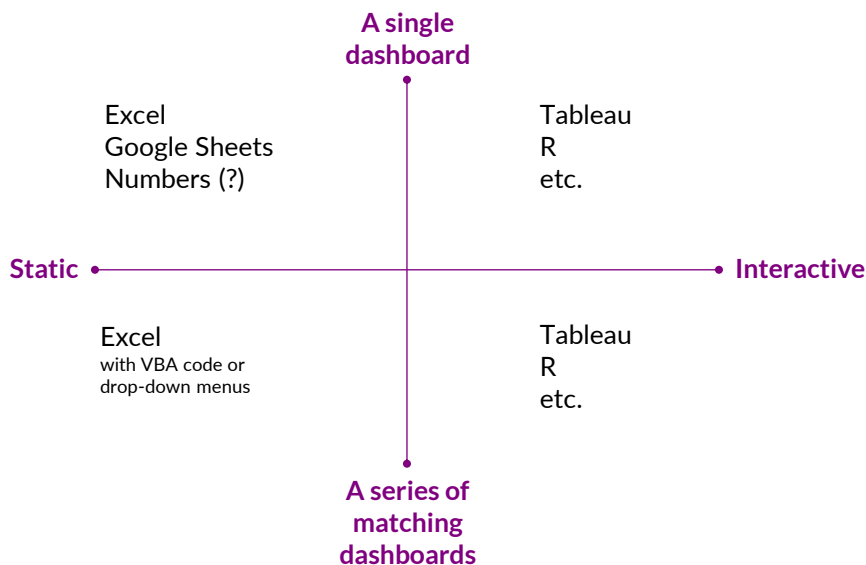 A single
dashboard
Excel
Google Sheets
Numbers (?)
Tableau
R
etc.
Static
Interactive
Excel
with VBA code or
drop-down menus
Tableau
R
etc.
A series of
matching
dashboards